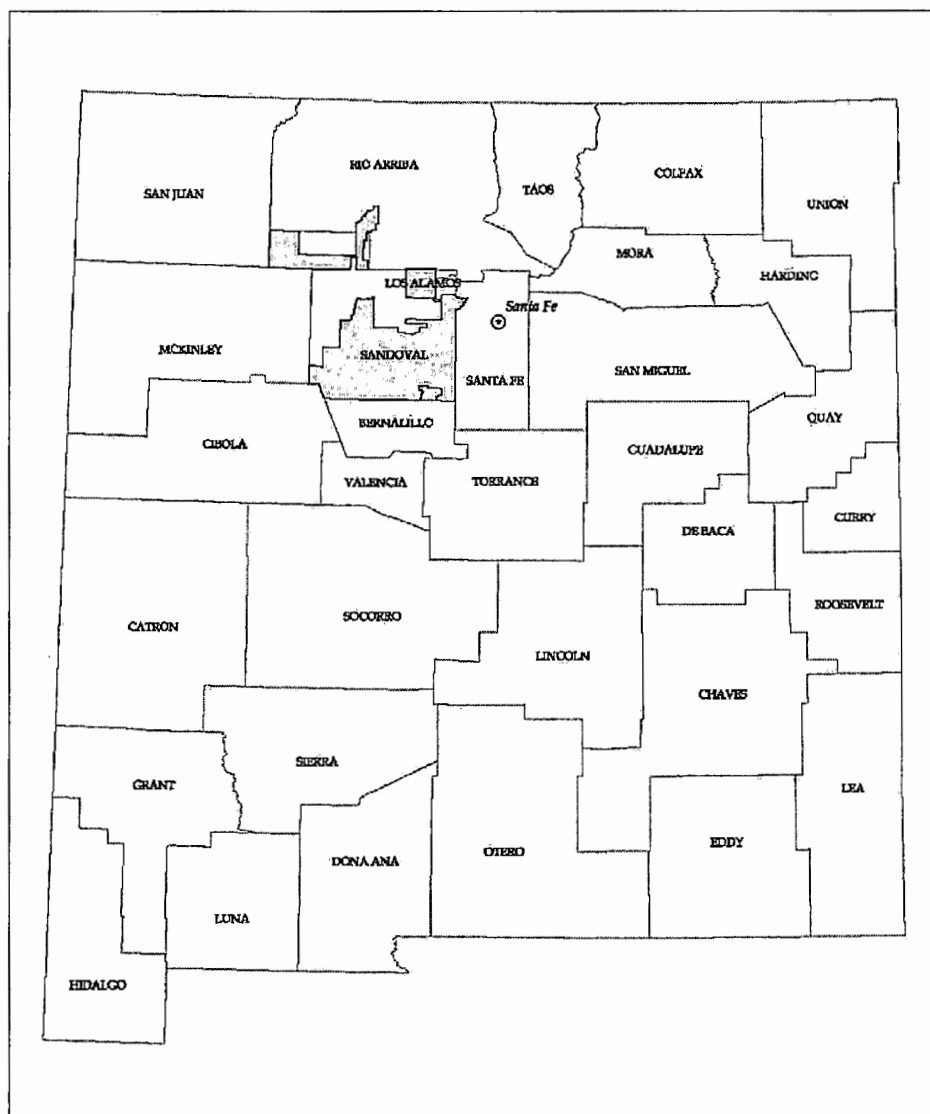 RIO ARRIBA
COLFAX
SAN JUAN
TAOS
UNION
MORA
HARDING
LOS ALAMOS
Santa Fe
MCKINLEY
SANDOVAL
SANTA FE
SAN MIGUEL
QUAY
BERNALILLO
CIBOLA
CUADALUPE
VALENCIA
TORRANCE
CURRY
DE BACA
ROOSEVELT
CATRON
SOCORRO
LINCOLN
CHAVES
SIERRA
GRANT
LEA
EDDY
OTERO
DONA ANA
LUNA
HIDALGO